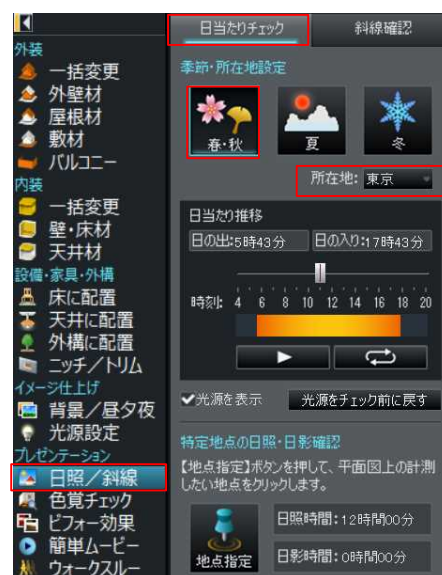 外装
一括変更
外壁材
屋根材
敷材
バルコニー
内装
一括変更
壁・床材
天井材
設備・家具・外構
床に配置
天井に配置
外構に配置
ニッチ／トリム
イメージ仕上げ
背景／昼夕夜
光源設定
プレゼンテーション
日照／斜線
色覚チェック
ビフォー効果
簡単ムービー
ウォークスルー
日当たりチェック
斜線確認
季節・所在地設定
春・秋
夏
冬
所在地: 東京
日当たり推移
日の出:5時43分
日の入り:17時43分
時刻: 4 6 8 10 12 14 16 18 20
光源を表示
光源をチェック前に戻す
特定地点の日照・日影確認
【地点指定】ボタンを押して、平面図上の計測
したい地点をクリックします。
地点指定
日照時間:12時間00分
日影時間:0時間00分